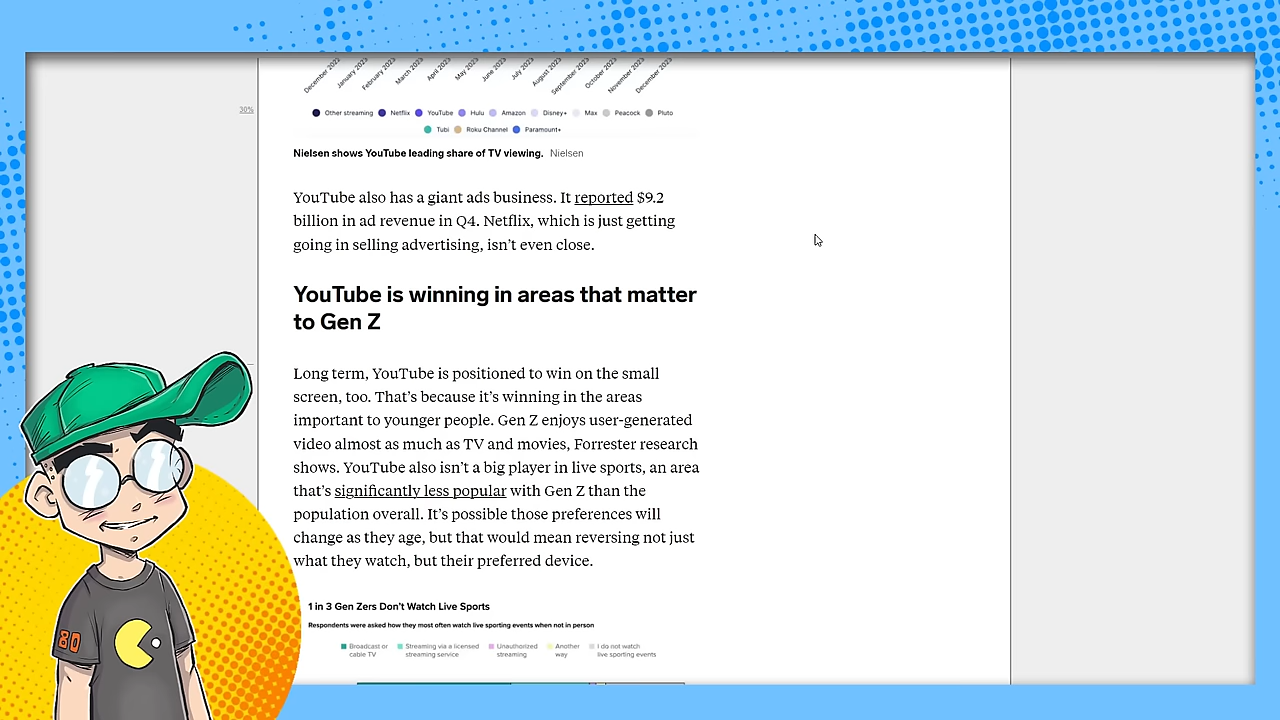 December 2022 January 2023 February 2023 March 2023 April 2023 May 2023 June 2023 July 2023 August 2023 September 2023 October 2023 November 2023 December 2023
30%
Other streaming Netflix YouTube Hulu Amazon Disney+ Max Peacock Pluto
Tubi Roku Channel Paramount+
Nielsen shows YouTube leading share of TV viewing. Nielsen
YouTube also has a giant ads business. It reported $9.2
billion in ad revenue in Q4. Netflix, which is just getting
going in selling advertising, isn’t even close.
YouTube is winning in areas that matter
to Gen Z
Long term, YouTube is positioned to win on the small
screen, too. That’s because it’s winning in the areas
important to younger people. Gen Z enjoys user-generated
video almost as much as TV and movies, Forrester research
shows. YouTube also isn’t a big player in live sports, an area
that’s significantly less popular with Gen Z than the
population overall. It’s possible those preferences will
change as they age, but that would mean reversing not just
what they watch, but their preferred device.
1 in 3 Gen Zers Don’t Watch Live Sports
Respondents were asked how they most often watch live sporting events when not in person
Broadcast or cable TV
Streaming via a licensed streaming service
Unauthorized streaming
Another way
I do not watch live sporting events
80